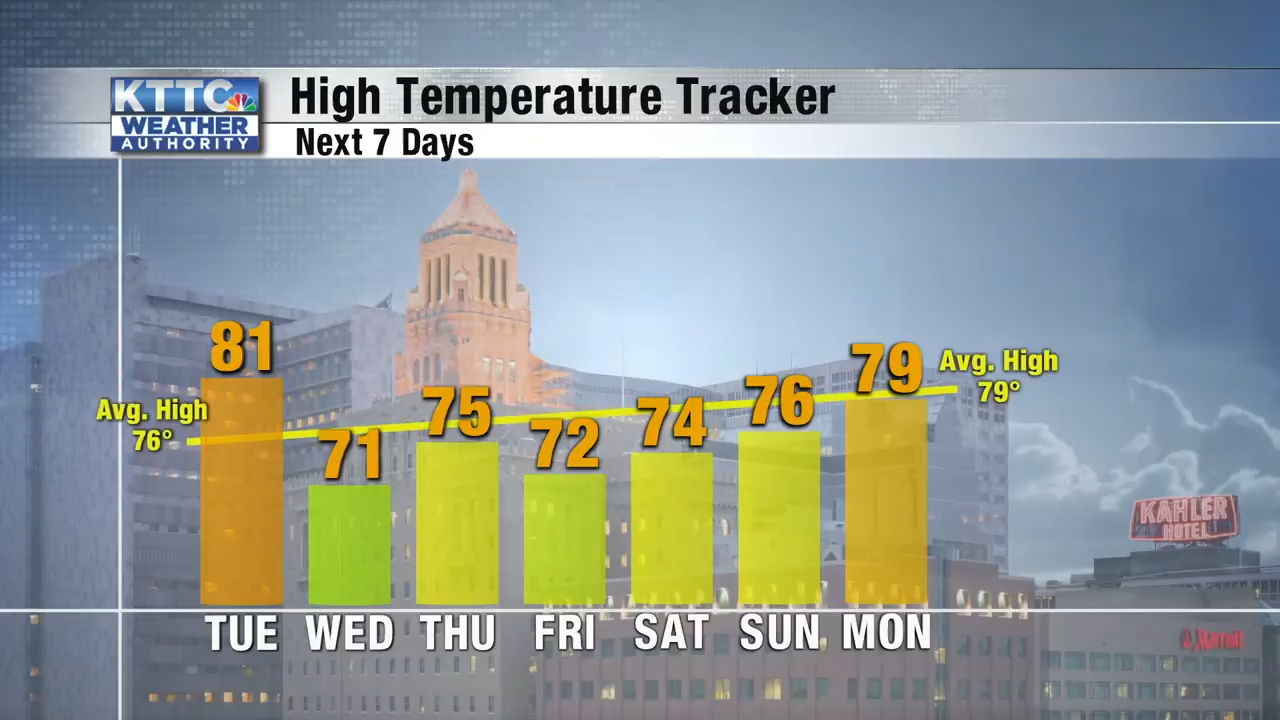 KTTC
WEATHER
AUTHORITY
High Temperature Tracker
Next 7 Days
81
71
75
72
74
76
79
Avg. High
76°
Avg. High
79°
KAHLER
HOTEL
Marriott
TUE WED THU FRI SAT SUN MON